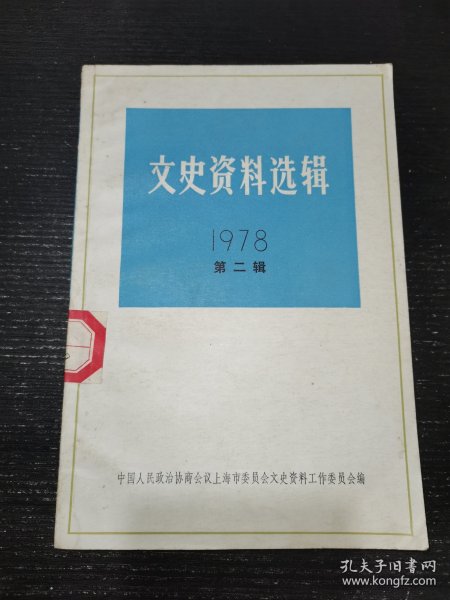 文史资料选辑
1978
第二辑
中国人民政治协商会议上海市委员会文史资料工作委员会编
孔夫子旧书网
www.kongfz.com